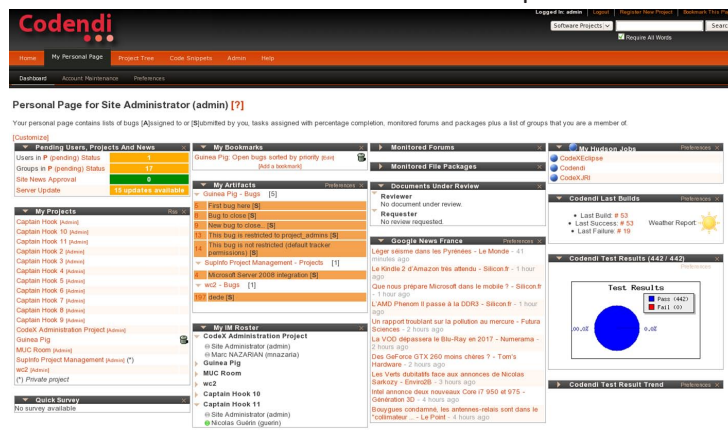 Logged In: admin | Logout | Register New Project | Bookmark This Pa
Codendi
Software Projects
Searc
Require All Words
Home My Personal Page Project Tree Code Snippets Admin Help
Dashboard Account Maintenance Preferences
Personal Page for Site Administrator (admin) [?]
Your personal page contains lists of bugs [A]ssigned to or [S]ubmitted by you, tasks assigned with percentage completion, monitored forums and packages plus a list of groups that you are a member of.
[Customize]
Pending Users, Projects And News
Users in P (pending) Status 1
Groups in P (pending) Status 17
Site News Approval 0
Server Update 15 updates available
My Projects Rss
Captain Hook [Admin]
Captain Hook 10 [Admin]
Captain Hook 11 [Admin]
Captain Hook 2 [Admin]
Captain Hook 3 [Admin]
Captain Hook 4 [Admin]
Captain Hook 5 [Admin]
Captain Hook 6 [Admin]
Captain Hook 7 [Admin]
Captain Hook 8 [Admin]
Captain Hook 9 [Admin]
CodeX Administration Project [Admin]
Guinea Pig
MUC Room [Admin]
SupInfo Project Management [Admin] (*)
wc2 [Admin]
(*) Private project
Quick Survey
No survey available
My Bookmarks
Guinea Pig: Open bugs sorted by priority [Edit]
[Add a bookmark]
My Artifacts Preferences
Guinea Pig - Bugs [5]
5 First bug here [S]
Bug to close [S]
9 New bug to close... [S]
13 This bug is restricted to project_admins [S]
14 This bug is not restricted (default tracker permissions) [S]
SupInfo Project Management - Projects [1]
Microsoft Server 2008 integration [S]
wc2 - Bugs [1]
197 dede [S]
My IM Roster
CodeX Administration Project
Site Administrator (admin)
Marc NAZARIAN (mnazaria)
Guinea Pig
MUC Room
wc2
Captain Hook 10
Captain Hook 11
Site Administrator (admin)
Nicolas Guérin (guerin)
Monitored Forums
Monitored File Packages
Documents Under Review
Reviewer
No document under review.
Requester
No review requested.
Google News France Preferences
Léger séisme dans les Pyrénées - Le Monde - 41 minutes ago
Le Kindle 2 d'Amazon très attendu - Silicon.fr - 1 hour ago
Que nous prépare Microsoft dans le mobile ? - Silicon.fr - 1 hour ago
L'AMD Phenom II passe à la DDR3 - Silicon.fr - 1 hour ago
Un rapport troublant sur la pollution au mercure - Futura Sciences - 2 hours ago
La VOD dépassera le Blu-Ray en 2017 - Numerama - 2 hours ago
Des GeForce GTX 260 moins chères ? - Tom's Hardware - 2 hours ago
Les Verts dubitatifs face aux annonces de Nicolas Sarkozy - Enviro2B - 3 hours ago
Intel annonce deux nouveaux Core i7 950 et 975 - Génération 3D - 4 hours ago
Bouygues condamné, les antennes-relais sont dans le "collimateur ... - Le Point - 4 hours ago
My Hudson Jobs Preferences
CodeXEclipse
Codendi
CodeXJRI
Codendi Last Builds Preferences
Last Build: # 53
Last Success: # 53
Last Failure: # 19
Weather Report:
Codendi Test Results (442 / 442)
Preferences
Test Results
Pass (442)
Fail (0)
0.0%
Codendi Test Result Trend Preferences